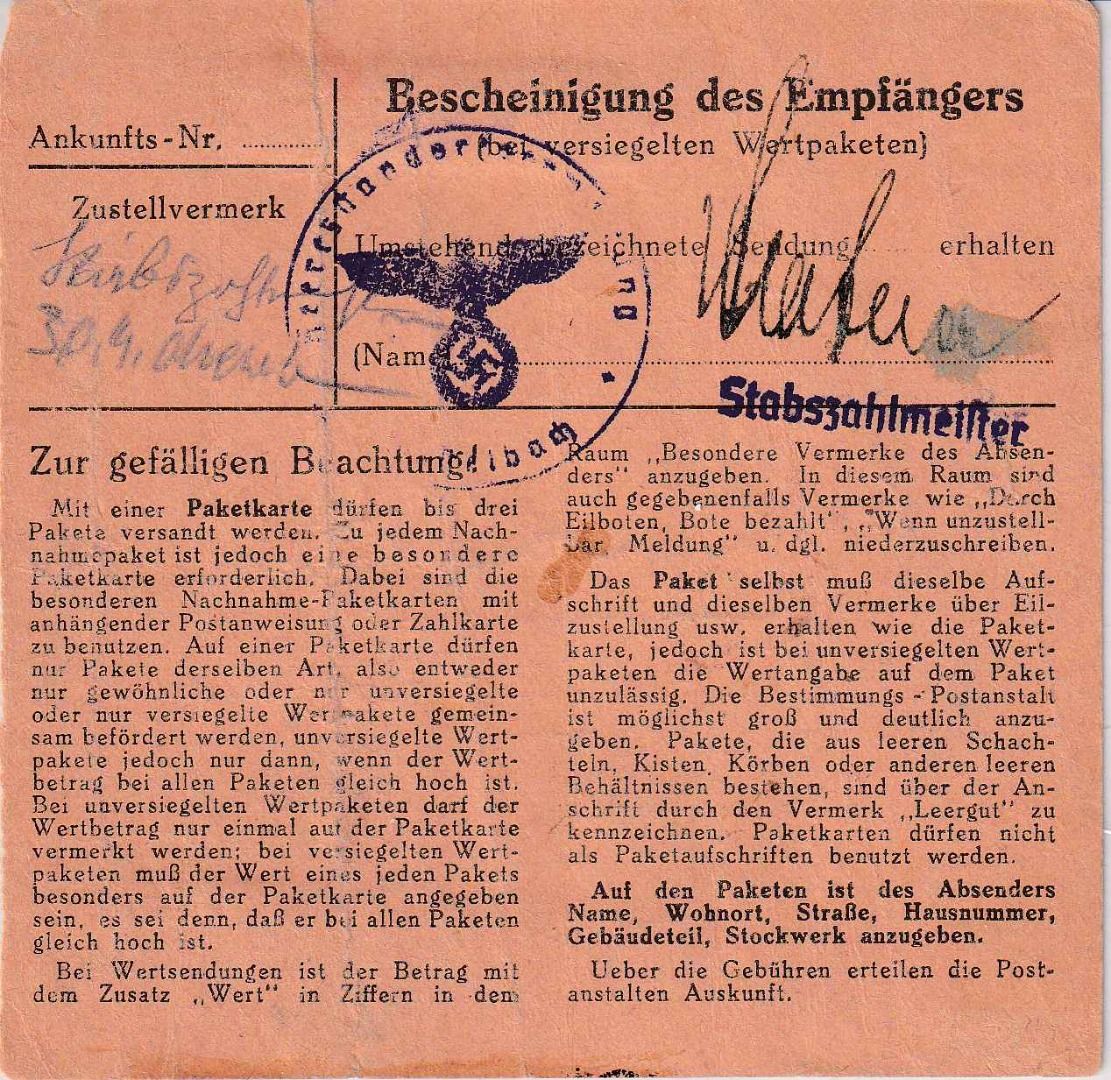 Bescheinigung des Empfängers
Ankunfts-Nr.
(bei versiegelten Wertpaketen)
Zustellvermerk
Umstehend bezeichnete Sendung erhalten
30.4.
(Name
Stabszahlmeister
Zur gefälligen Beachtung!
Mit einer Paketkarte dürfen bis drei
Pakete versandt werden. Zu jedem Nach-
nahmepaket ist jedoch eine besondere
Paketkarte erforderlich. Dabei sind die
besonderen Nachnahme-Paketkarten mit
anhängender Postanweisung oder Zahlkarte
zu benutzen. Auf einer Paketkarte dürfen
nur Pakete derselben Art, also entweder
nur gewöhnliche oder nur unversiegelte
oder nur versiegelte Wertpakete gemein-
sam befördert werden, unversiegelte Wert-
pakete jedoch nur dann, wenn der Wert-
betrag bei allen Paketen gleich hoch ist.
Bei unversiegelten Wertpaketen darf der
Wertbetrag nur einmal auf der Paketkarte
vermerkt werden; bei versiegelten Wert-
paketen muß der Wert eines jeden Pakets
besonders auf der Paketkarte angegeben
sein, es sei denn, daß er bei allen Paketen
gleich hoch ist.
Bei Wertsendungen ist der Betrag mit
dem Zusatz „Wert“ in Ziffern in dem
Raum „Besondere Vermerke des Absen-
ders“ anzugeben. In diesem Raum sind
auch gegebenenfalls Vermerke wie „Durch
Eilboten, Bote bezahlt“, „Wenn unzustell-
bar Meldung“ u. dgl. niederzuschreiben.
Das Paket selbst muß dieselbe Auf-
schrift und dieselben Vermerke über Eil-
zustellung usw. erhalten wie die Paket-
karte, jedoch ist bei unversiegelten Wert-
paketen die Wertangabe auf dem Paket
unzulässig. Die Bestimmungs-Postanstalt
ist möglichst groß und deutlich anzu-
geben. Pakete, die aus leeren Schach-
teln, Kisten, Körben oder anderen leeren
Behältnissen bestehen, sind über der An-
schrift durch den Vermerk „Leergut“ zu
kennzeichnen. Paketkarten dürfen nicht
als Paketaufschriften benutzt werden.
Auf den Paketen ist des Absenders
Name, Wohnort, Straße, Hausnummer,
Gebäudeteil, Stockwerk anzugeben.
Ueber die Gebühren erteilen die Post-
anstalten Auskunft.